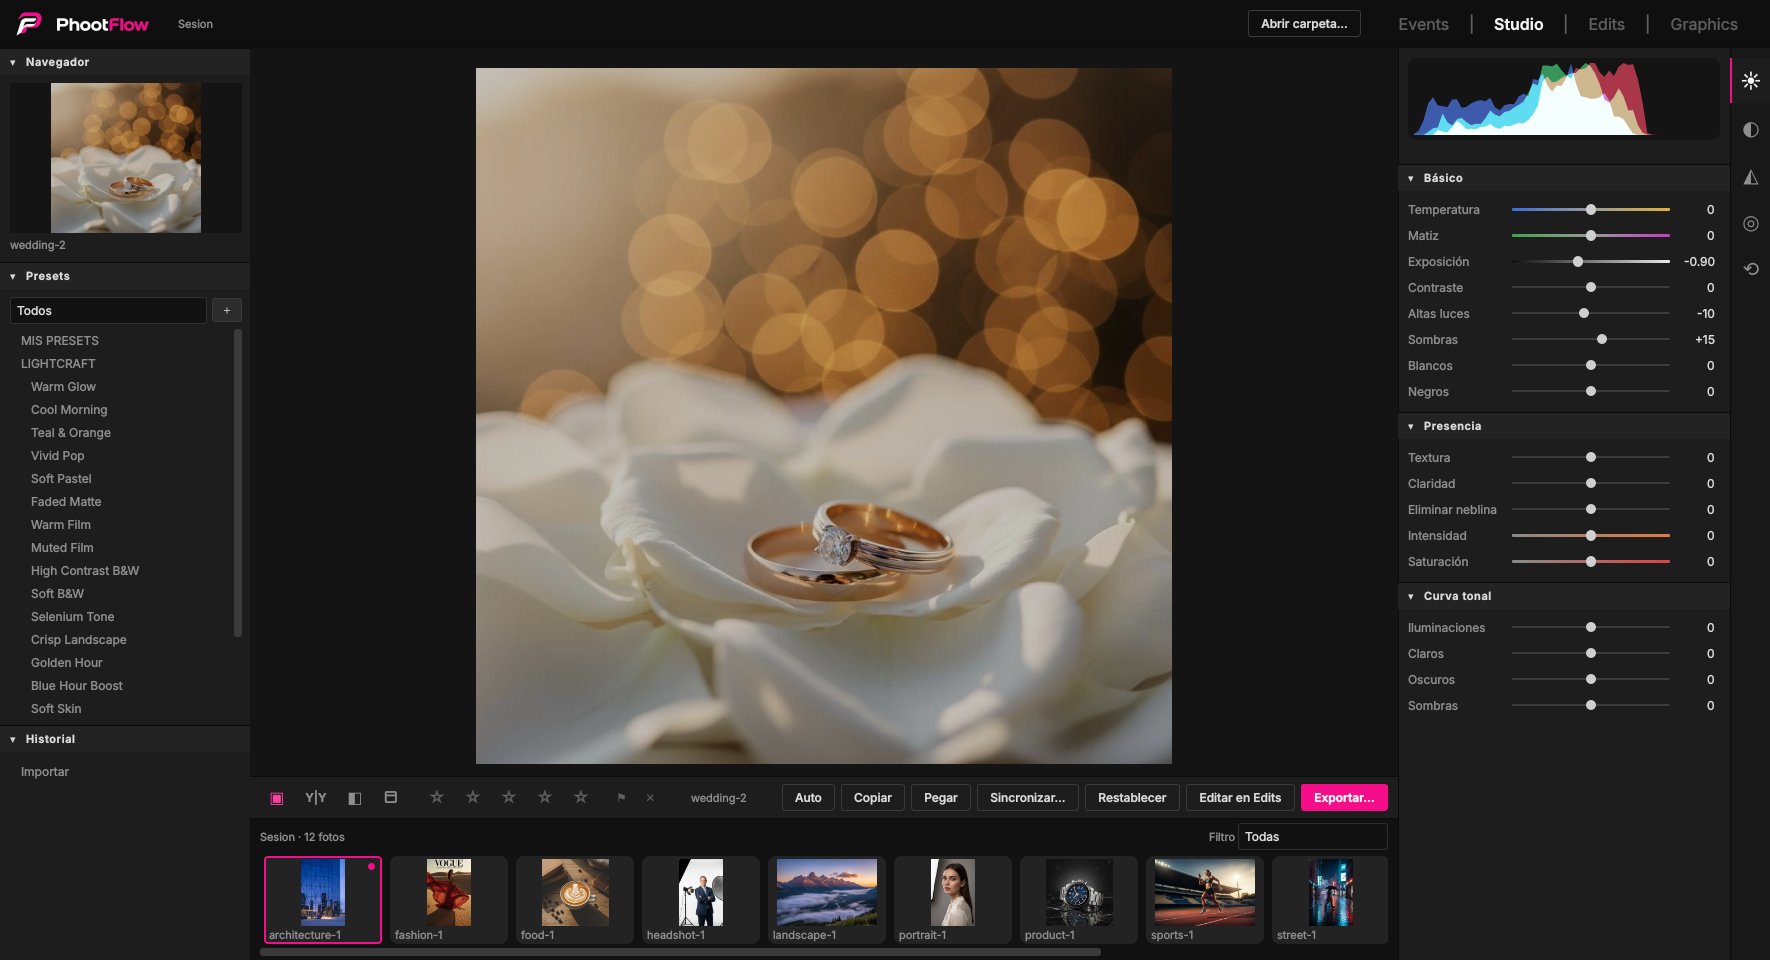 PhootFlow
Sesion
Abrir carpeta...
Events
Studio
Edits
Graphics
Navegador
wedding-2
Presets
Todos
+
MIS PRESETS
LIGHTCRAFT
Warm Glow
Cool Morning
Teal & Orange
Vivid Pop
Soft Pastel
Faded Matte
Warm Film
Muted Film
High Contrast B&W
Soft B&W
Selenium Tone
Crisp Landscape
Golden Hour
Blue Hour Boost
Soft Skin
Historial
Importar
Y|Y
wedding-2
Auto
Copiar
Pegar
Sincronizar...
Restablecer
Editar en Edits
Exportar...
Sesion · 12 fotos
Filtro
Todas
VOGUE
architecture-1
fashion-1
food-1
headshot-1
landscape-1
portrait-1
product-1
sports-1
street-1
Básico
Temperatura 0
Matiz 0
Exposición -0.90
Contraste 0
Altas luces -10
Sombras +15
Blancos 0
Negros 0
Presencia
Textura 0
Claridad 0
Eliminar neblina 0
Intensidad 0
Saturación 0
Curva tonal
Iluminaciones 0
Claros 0
Oscuros 0
Sombras 0